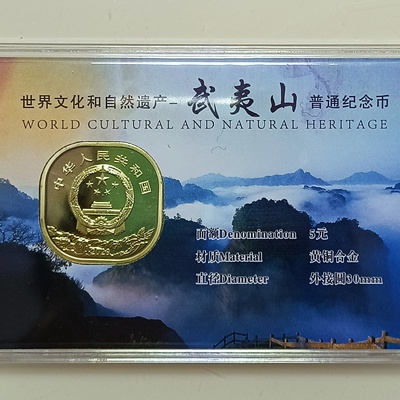 世界文化和自然遗产-武夷山 普通纪念币
WORLD CULTURAL AND NATURAL HERITAGE
中华人民共和国
面额Denomination 5元
材质Material 黄铜合金
直径Diameter 外接圆30mm